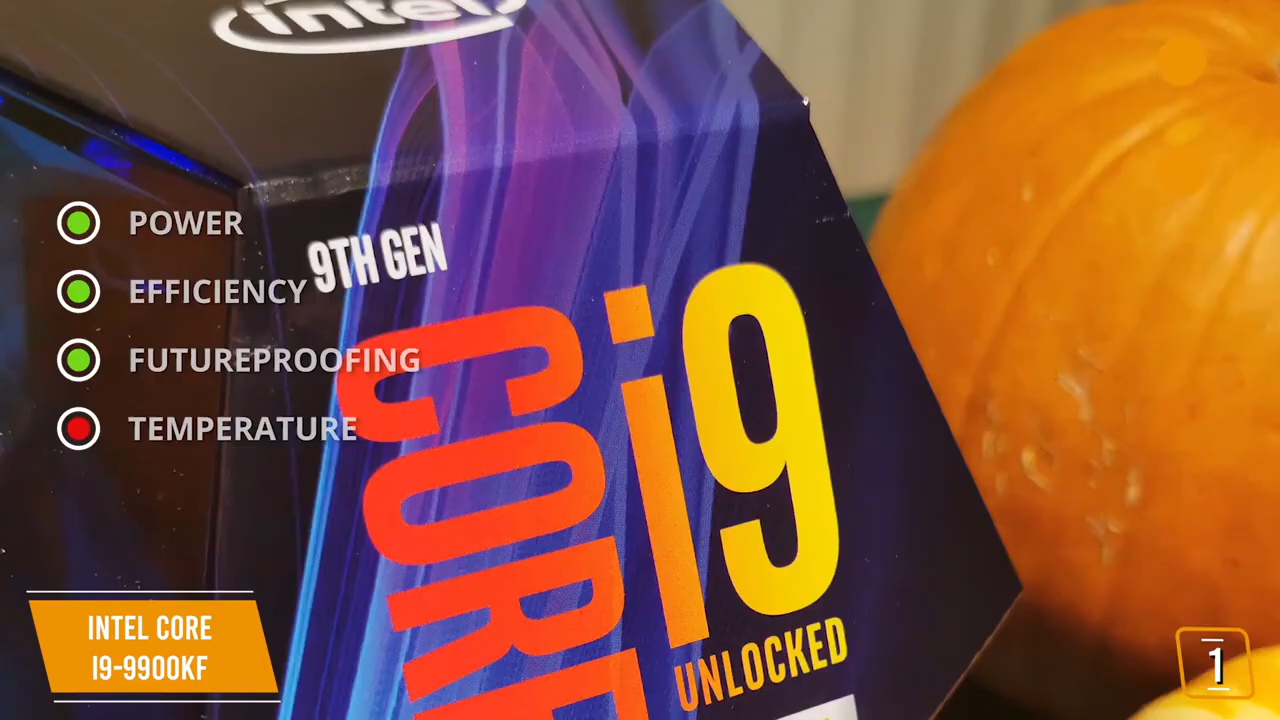 intel
POWER
EFFICIENCY
FUTUREPROOFING
TEMPERATURE
9TH GEN
CORE
i9
UNLOCKED
INTEL CORE
I9-9900KF
1